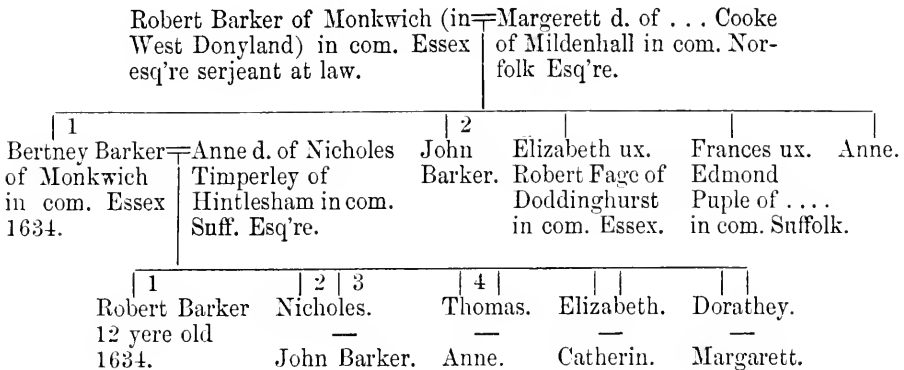 Robert Barker of Monkwich (in=Margerett d. of . . . Cooke
West Donyland) in com. Essex of Mildenhall in com. Nor-
esq're serjeant at law. folk Esq're.
1 2
Bertney Barker=Anne d. of Nicholes John Elizabeth ux. Frances ux. Anne.
of Monkwich Timperley of Barker. Robert Fage of Edmond
in com. Essex Hintlesham in com. Doddinghurst Puple of . . . .
1634. Suff. Esq're. in com. Essex. in com. Suffolk.
1 2 3 4
Robert Barker Nicholes. Thomas. Elizabeth. Dorathey.
12 yere old — — — —
1634. John Barker. Anne. Catherin. Margarett.